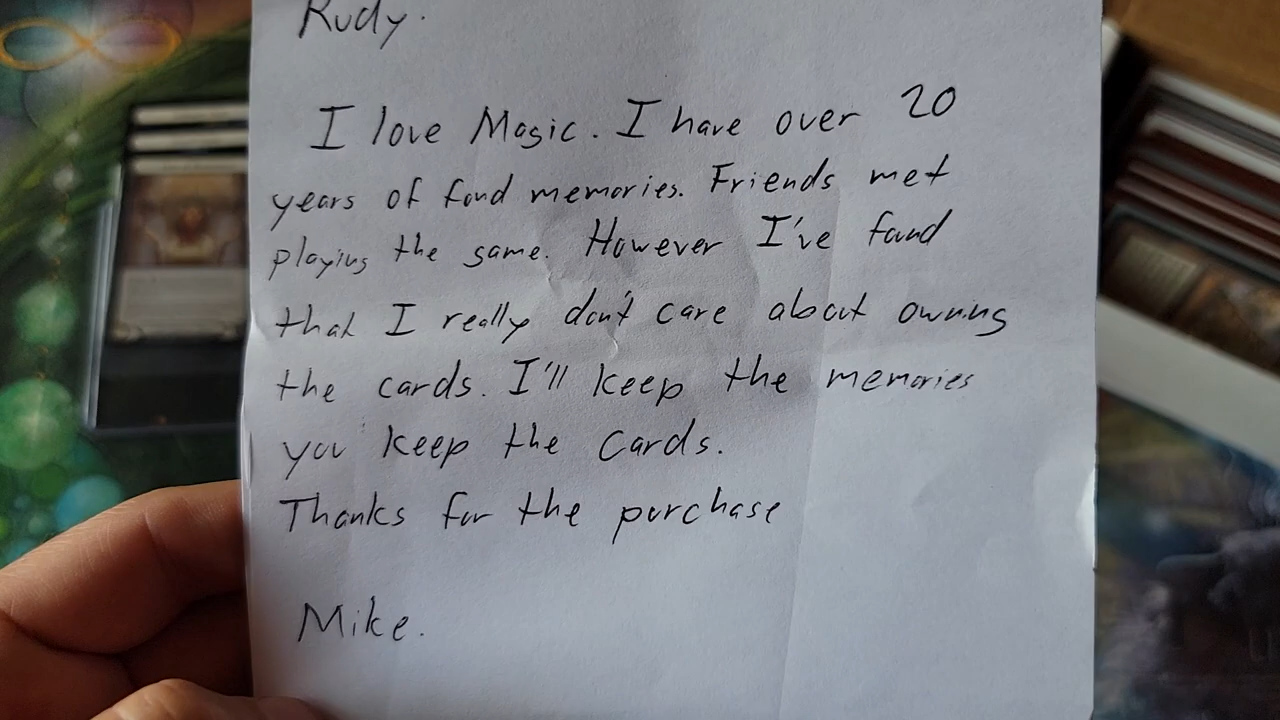 Rudy.
I love Magic. I have over 20
years of fond memories. Friends met
playing the game. However I've found
that I really don't care about owning
the cards. I'll keep the memories
you keep the cards.
Thanks for the purchase
Mike.